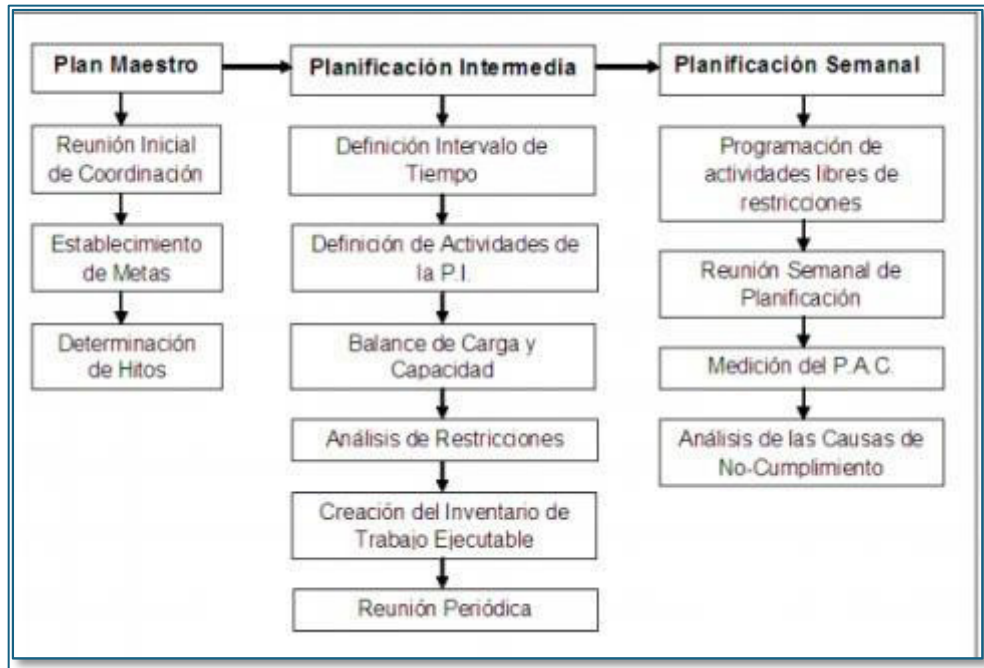 Plan Maestro
Reunión Inicial
de Coordinación
Establecimiento
de Metas
Determinación
de Hitos
Planificación Intermedia
Definición Intervalo de
Tiempo
Definición de Actividades de
la P.I.
Balance de Carga y
Capacidad
Análisis de Restricciones
Creación del Inventario de
Trabajo Ejecutable
Reunión Periódica
Planificación Semanal
Programación de
actividades libres de
restricciones
Reunión Semanal de
Planificación
Medición del P.A.C.
Análisis de las Causas de
No-Cumplimiento